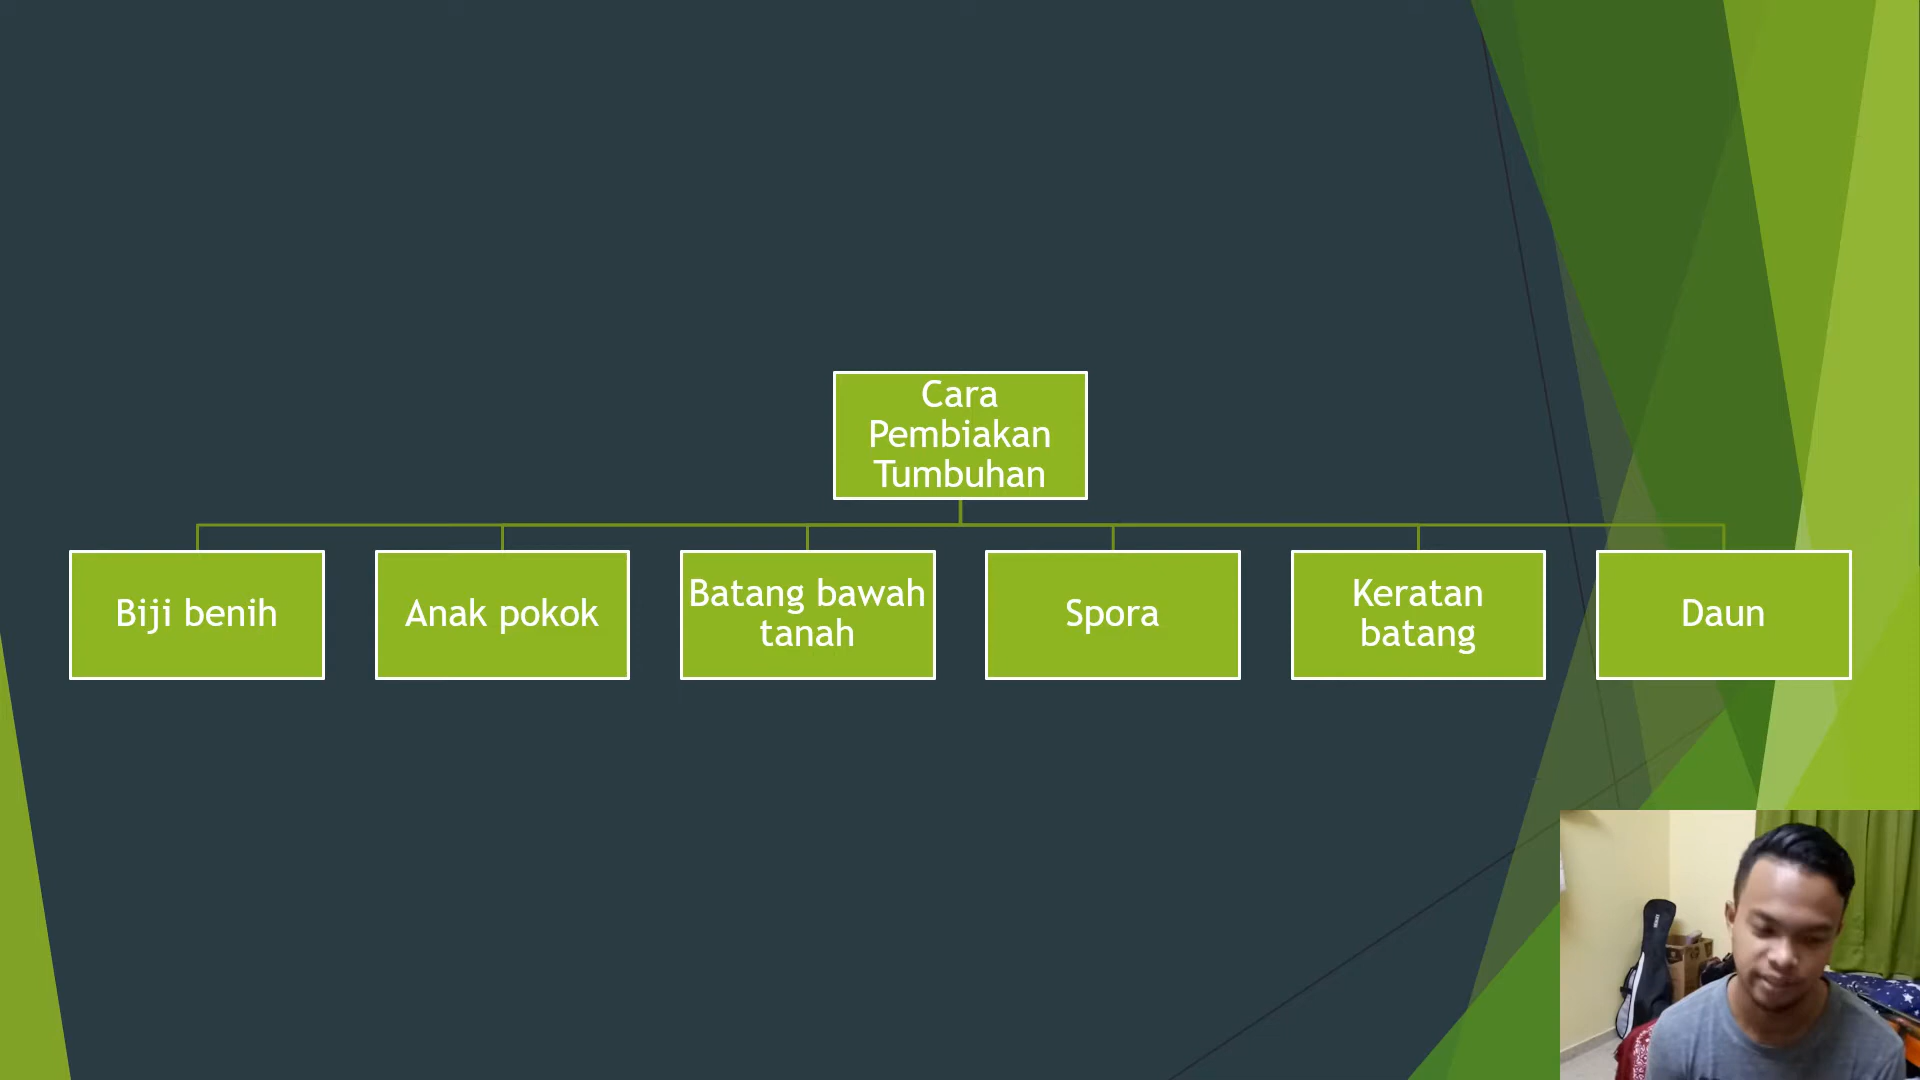 Cara
Pembiakan
Tumbuhan
Biji benih
Anak pokok
Batang bawah
tanah
Spora
Keratan
batang
Daun